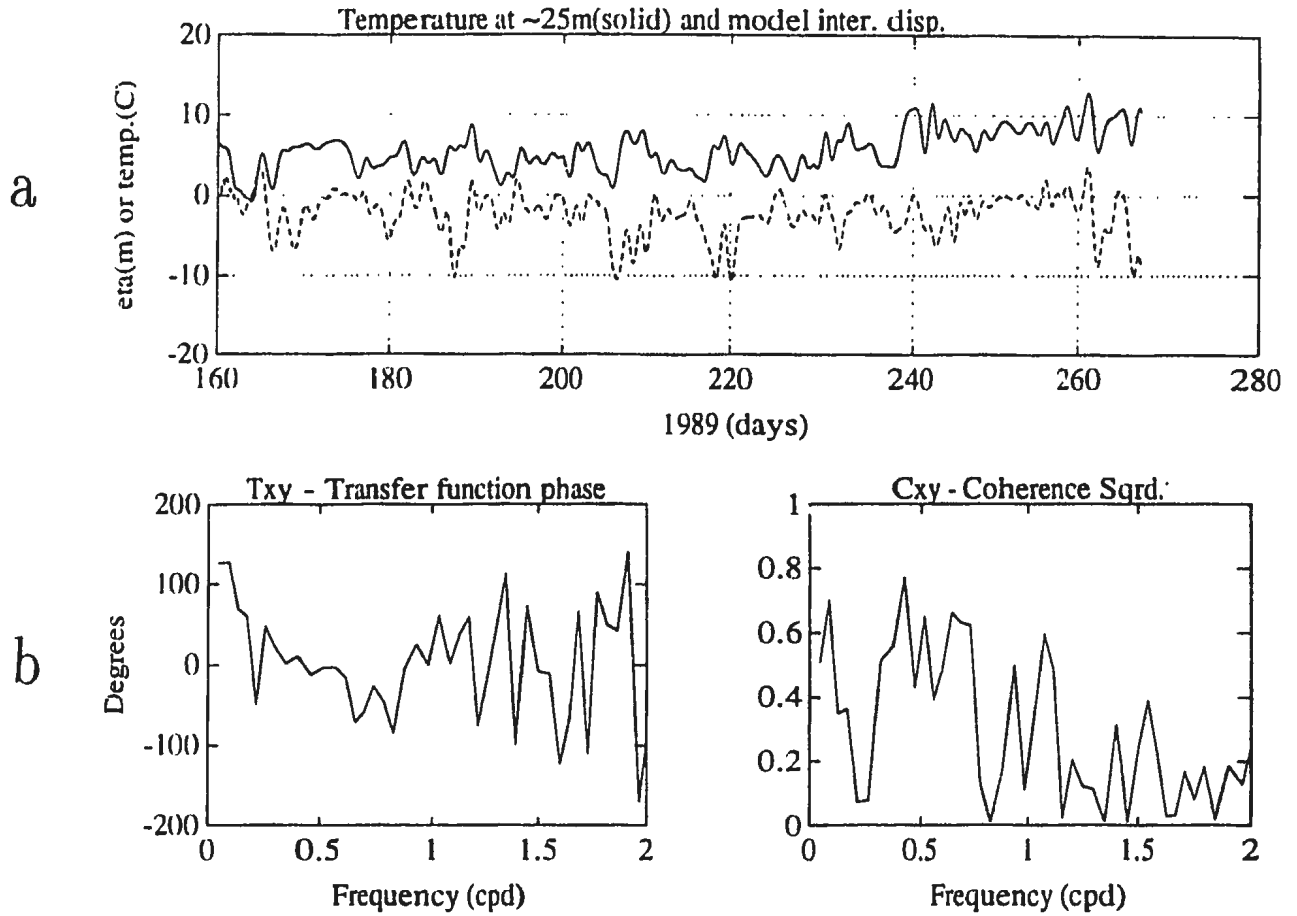 Temperature at ~25m(solid) and model inter. disp.
a
eta(m) or temp.(C)
20
10
0
-10
-20
160 180 200 220 240 260 280
1989 (days)
b
Txy - Transfer function phase
Degrees
200
100
0
-100
-200
0 0.5 1 1.5 2
Frequency (cpd)
Cxy - Coherence Sqrd.
1
0.8
0.6
0.4
0.2
0
0 0.5 1 1.5 2
Frequency (cpd)